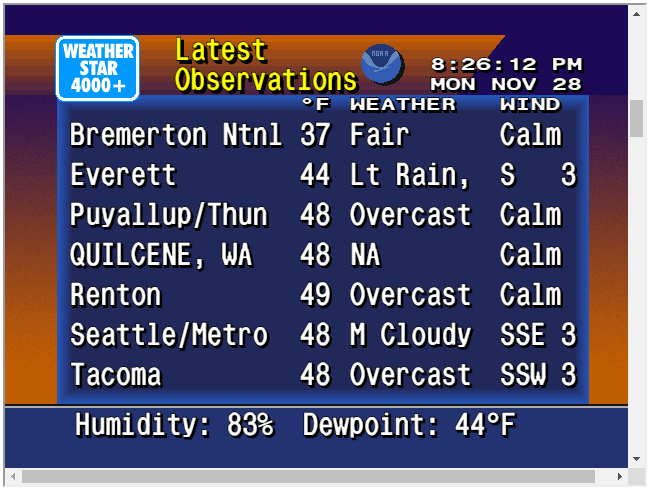 WEATHER
STAR
4000+
Latest
Observations
NOAA
8:26:12 PM
MON NOV 28
°F WEATHER WIND
Bremerton Ntnl 37 Fair Calm
Everett 44 Lt Rain, S 3
Puyallup/Thun 48 Overcast Calm
QUILCENE, WA 48 NA Calm
Renton 49 Overcast Calm
Seattle/Metro 48 M Cloudy SSE 3
Tacoma 48 Overcast SSW 3
Humidity: 83% Dewpoint: 44°F